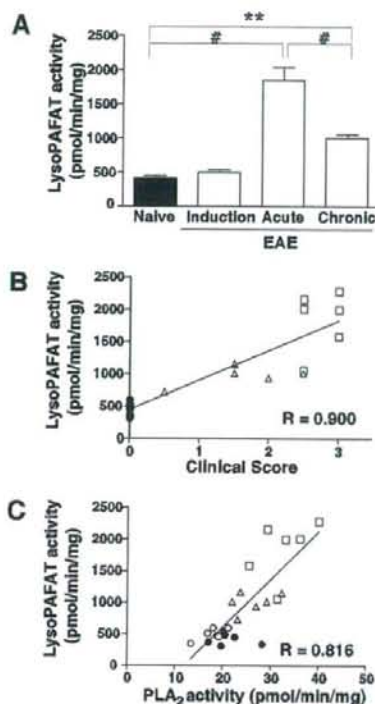 A
**
#
#
LysoPAFAT activity
(pmol/min/mg)
2500
2000
1500
1000
500
0
Naive
Induction
Acute
Chronic
EAE
B
LysoPAFAT activity
(pmol/min/mg)
2500
2000
1500
1000
500
0
0
1
2
3
R = 0.900
Clinical Score
C
LysoPAFAT activity
(pmol/min/mg)
2500
2000
1500
1000
500
0
0
10
20
30
40
50
R = 0.816
PLA2 activity (pmol/min/mg)